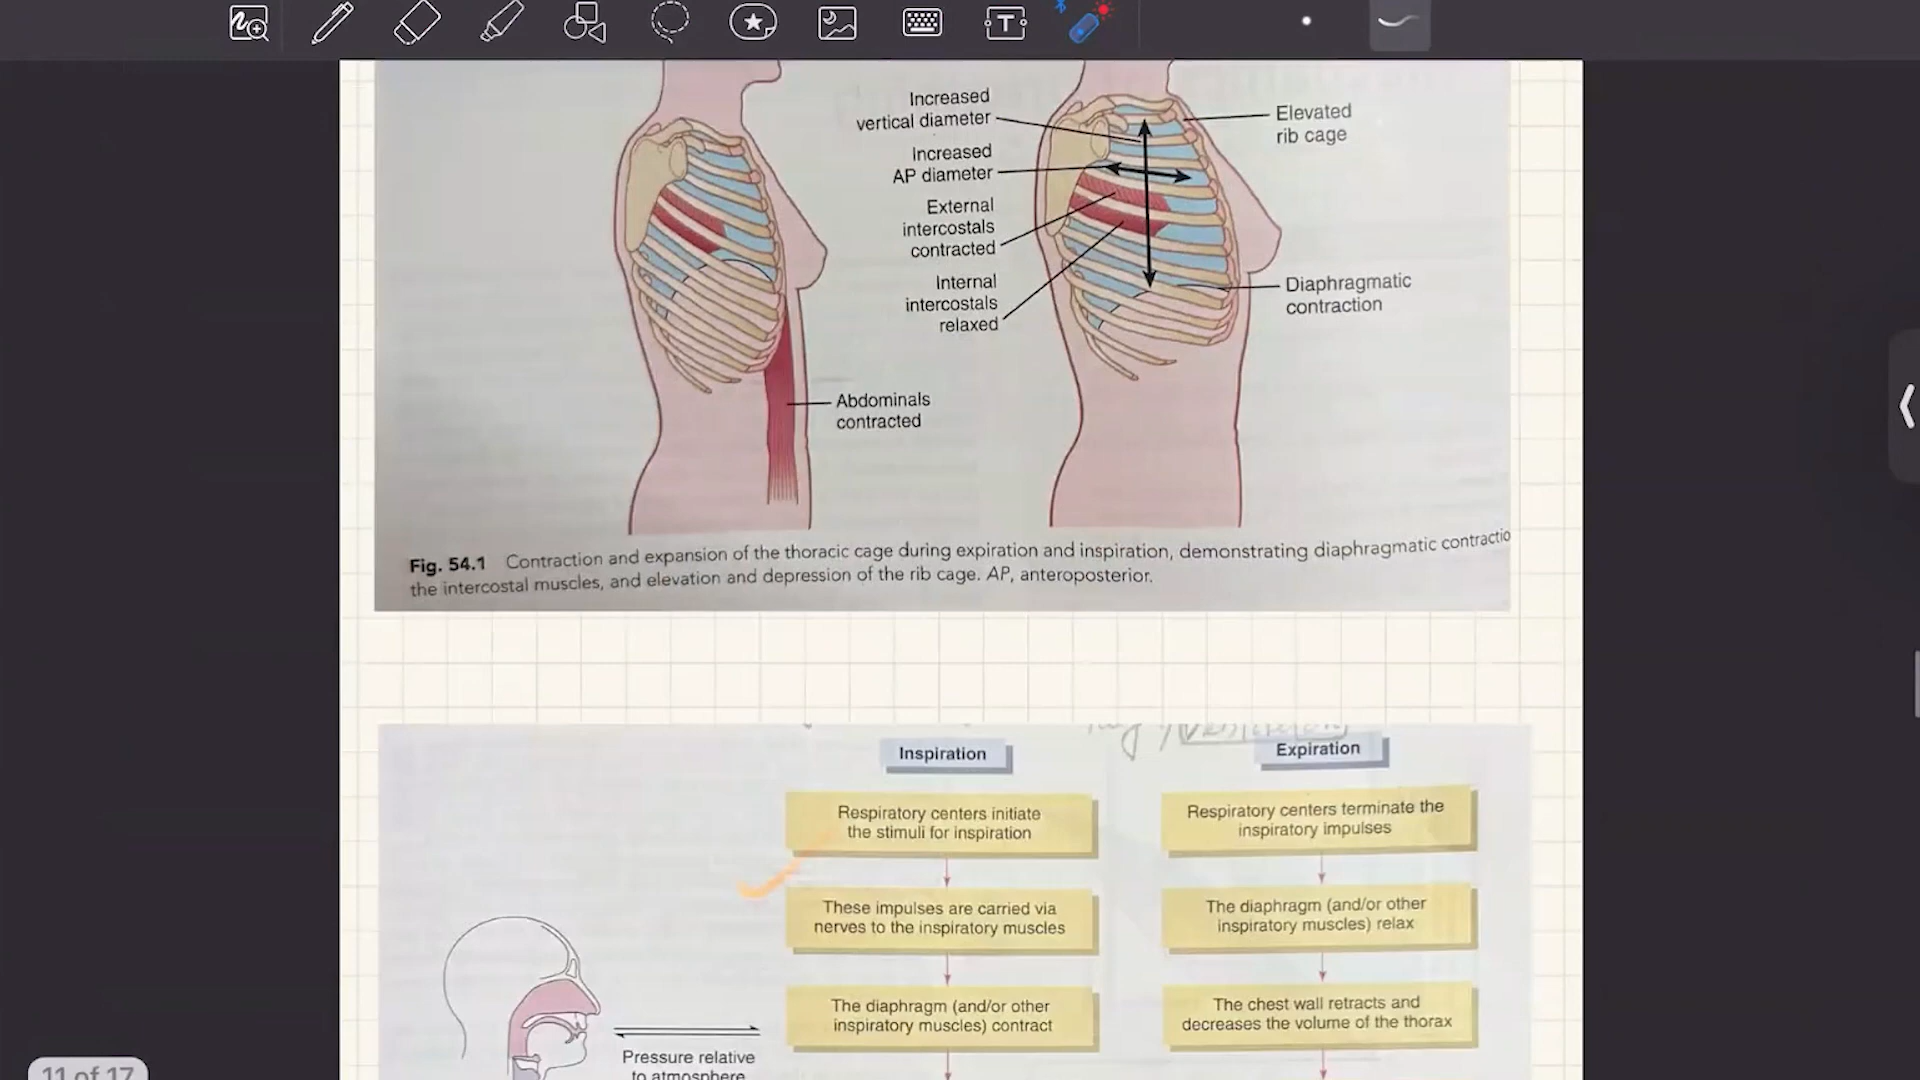 Increased
vertical diameter
Increased
AP diameter
External
intercostals
contracted
Internal
intercostals
relaxed
Elevated
rib cage
Diaphragmatic
contraction
Abdominals
contracted
Fig. 54.1 Contraction and expansion of the thoracic cage during expiration and inspiration, demonstrating diaphragmatic contractio
the intercostal muscles, and elevation and depression of the rib cage. AP, anteroposterior.
Inspiration
Respiratory centers initiate
the stimuli for inspiration
These impulses are carried via
nerves to the inspiratory muscles
The diaphragm (and/or other
inspiratory muscles) contract
Expiration
Respiratory centers terminate the
inspiratory impulses
The diaphragm (and/or other
inspiratory muscles) relax
The chest wall retracts and
decreases the volume of the thorax
Pressure relative
to atmosphere
11 of 17